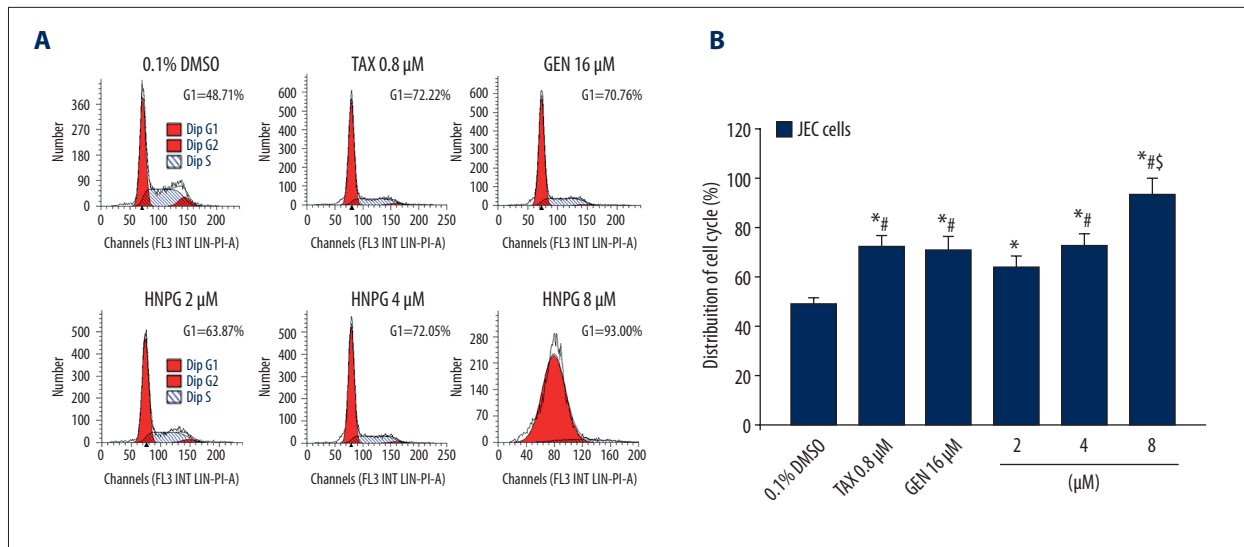 A
0.1% DMSO
G1=48.71%
360
270
180
90
0
Number
Dip G1
Dip G2
Dip S
0 50 100 150 200
Channels (FL3 INT LIN-PI-A)
TAX 0.8 µM
G1=72.22%
600
500
400
300
200
100
0
Number
0 50 100 150 200 250
Channels (FL3 INT LIN-PI-A)
GEN 16 µM
G1=70.76%
600
500
400
300
200
100
0
Number
0 50 100 150 200
Channels (FL3 INT LIN-PI-A)
HNPG 2 µM
G1=63.87%
500
400
300
200
100
0
Number
Dip G1
Dip G2
Dip S
0 50 100 150 200
Channels (FL3 INT LIN-PI-A)
HNPG 4 µM
G1=72.05%
500
400
300
200
100
0
Number
0 50 100 150 200
Channels (FL3 INT LIN-PI-A)
HNPG 8 µM
G1=93.00%
280
210
140
70
0
Number
0 40 80 120 160 200
Channels (FL3 INT LIN-PI-A)
B
JEC cells
120
100
80
60
40
20
0
Distribuition of cell cycle (%)
*#
*#
*
*#
*#$
0.1% DMSO
TAX 0.8 µM
GEN 16 µM
2 4 8
(µM)